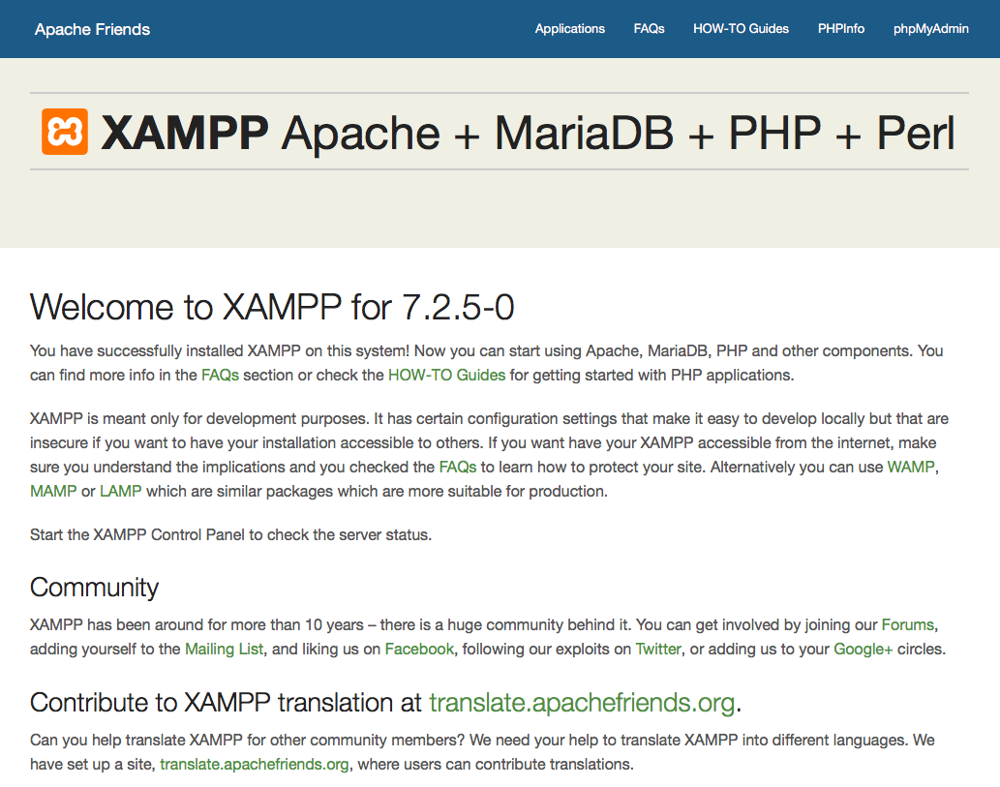 Apache Friends
Applications FAQs HOW-TO Guides PHPInfo phpMyAdmin
XAMPP Apache + MariaDB + PHP + Perl
Welcome to XAMPP for 7.2.5-0
You have successfully installed XAMPP on this system! Now you can start using Apache, MariaDB, PHP and other components. You
can find more info in the FAQs section or check the HOW-TO Guides for getting started with PHP applications.
XAMPP is meant only for development purposes. It has certain configuration settings that make it easy to develop locally but that are
insecure if you want to have your installation accessible to others. If you want have your XAMPP accessible from the internet, make
sure you understand the implications and you checked the FAQs to learn how to protect your site. Alternatively you can use WAMP,
MAMP or LAMP which are similar packages which are more suitable for production.
Start the XAMPP Control Panel to check the server status.
Community
XAMPP has been around for more than 10 years – there is a huge community behind it. You can get involved by joining our Forums,
adding yourself to the Mailing List, and liking us on Facebook, following our exploits on Twitter, or adding us to your Google+ circles.
Contribute to XAMPP translation at translate.apachefriends.org.
Can you help translate XAMPP for other community members? We need your help to translate XAMPP into different languages. We
have set up a site, translate.apachefriends.org, where users can contribute translations.